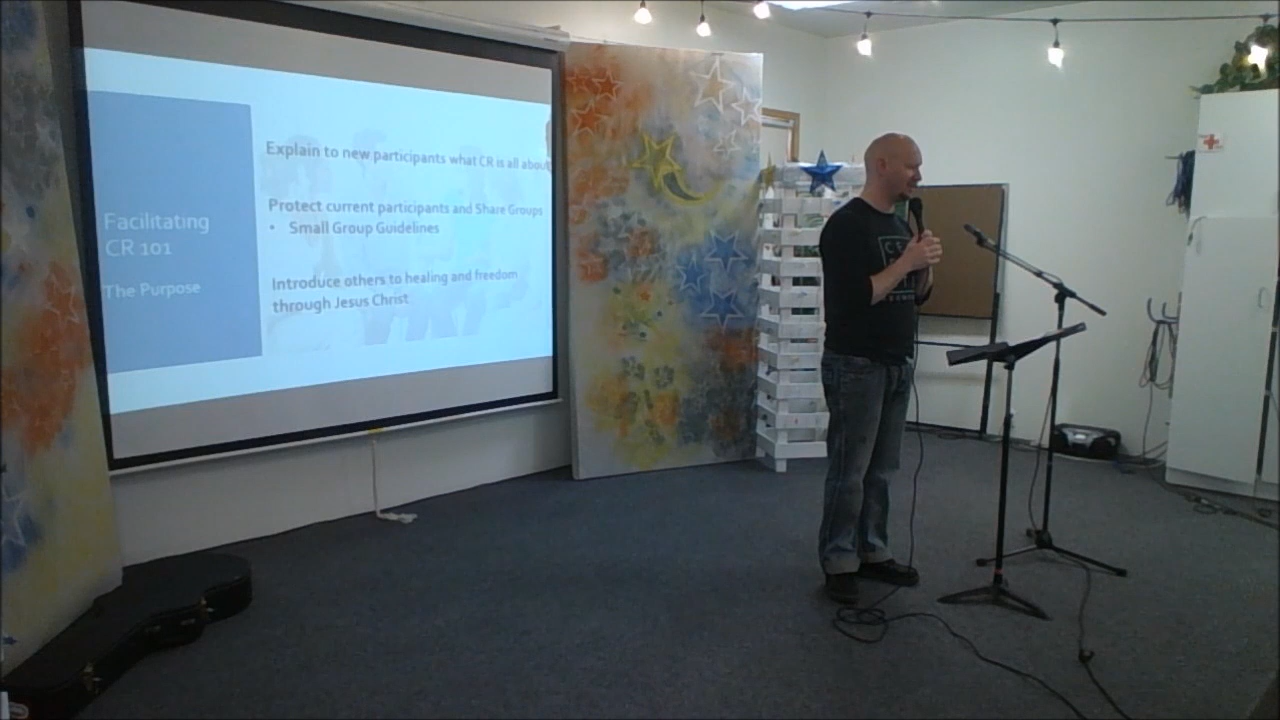 Facilitating
CR 101
The Purpose
Explain to new participants what CR is all about
Protect current participants and Share Groups
• Small Group Guidelines
Introduce others to healing and freedom
through Jesus Christ